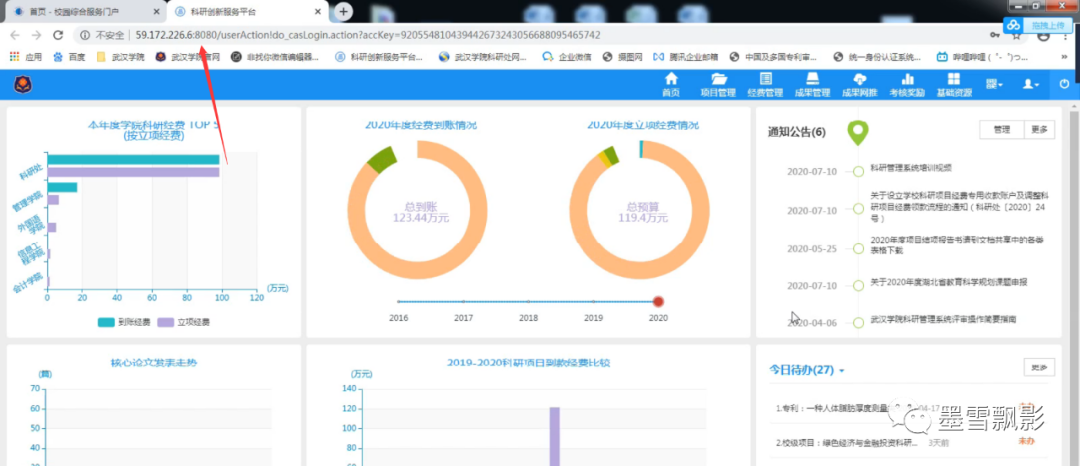 首页 - 校园综合服务门户
科研创新服务平台
不安全
59.172.226.6:8080/userAction!do_casLogin.action?accKey=92055481043944267324305668809546574​2
拖拽上传
应用
百度
武汉学院
武汉学院官网
非找你微信编辑器...
科研创新服务平台...
武汉学院科研处网...
企业微信
摄图网
腾讯企业邮箱
中国及多国专利审...
统一身份认证系统...
哔哩哔哩 (゜-゜)つ...
首页
项目管理
经费管理
成果管理
成果网推
考核奖励
基础资源
本年度学院科研经费 TOP 5
(按立项经费)
科研处
管理学院
外国语
学院
信息工
程学院
会计学院
0
20
40
60
80
100
120
(万元)
到账经费
立项经费
2020年度经费到账情况
总到账
123.44万元
2020年度立项经费情况
总预算
119.4万元
2016
2017
2018
2019
2020
通知公告(6)
管理
更多
2020-07-10
科研管理系统培训视频
2020-07-10
关于设立学校科研项目经费专用收款账户及调整科
研项目经费领款流程的通知（科研处［2020］24
号）
2020-05-25
2020年度项目结项报告书请到文档共享中的各类
表格下载
2020-07-10
关于2020年度湖北省教育科学规划课题申报
2020-04-06
武汉学院科研管理系统评审操作简要指南
核心论文发表走势
(篇)
70
60
50
40
2019-2020科研项目到款经费比较
(万元)
140
120
100
80
60
今日待办(27)
更多
1.专利：一种人体脂肪厚度测量
04-17
未办
2.校级项目：绿色经济与金融投资科研...
3天前
未办
墨雪飘影